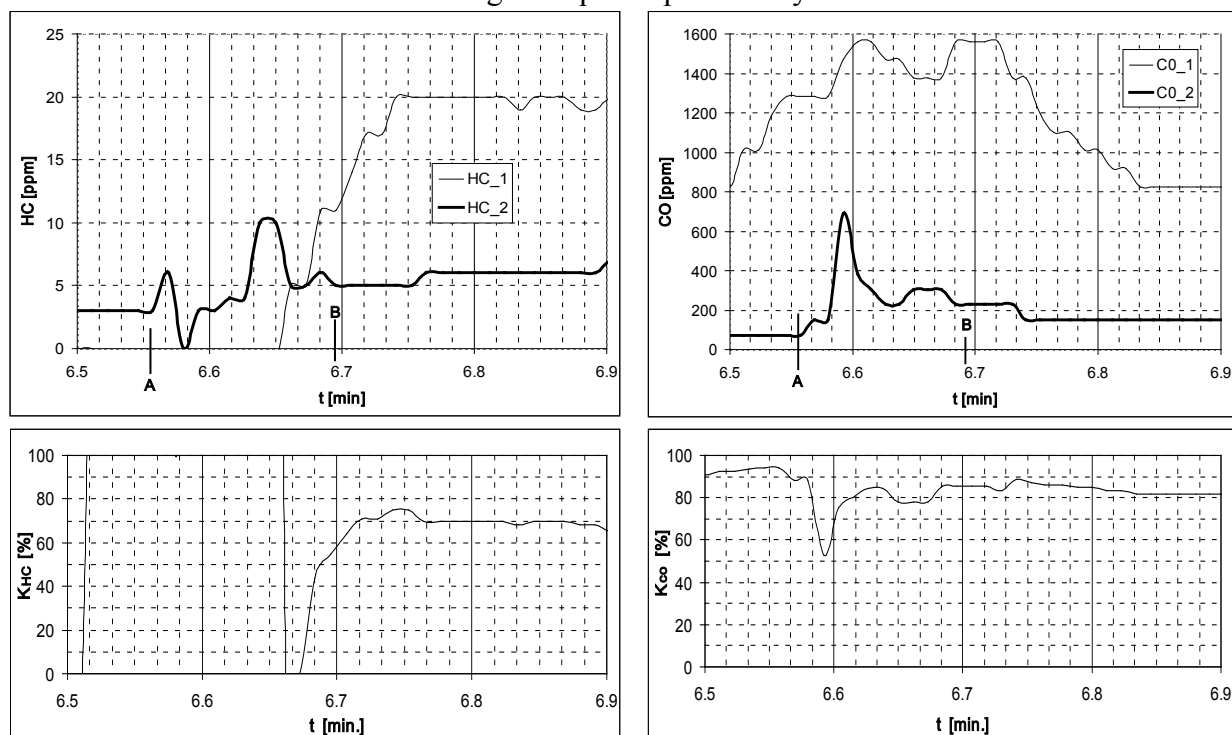 25
20
15
10
5
0
HC [ppm]
HC_1
HC_2
A
B
6.5
6.6
6.7
6.8
6.9
t [min]
1600
1400
1200
1000
800
600
400
200
0
CO [ppm]
C0_1
C0_2
A
B
6.5
6.6
6.7
6.8
6.9
t [min]
100
80
60
40
20
0
KHC [%]
6.5
6.6
6.7
6.8
6.9
t [min.]
100
80
60
40
20
0
Kco [%]
6.5
6.6
6.7
6.8
6.9
t [min.]